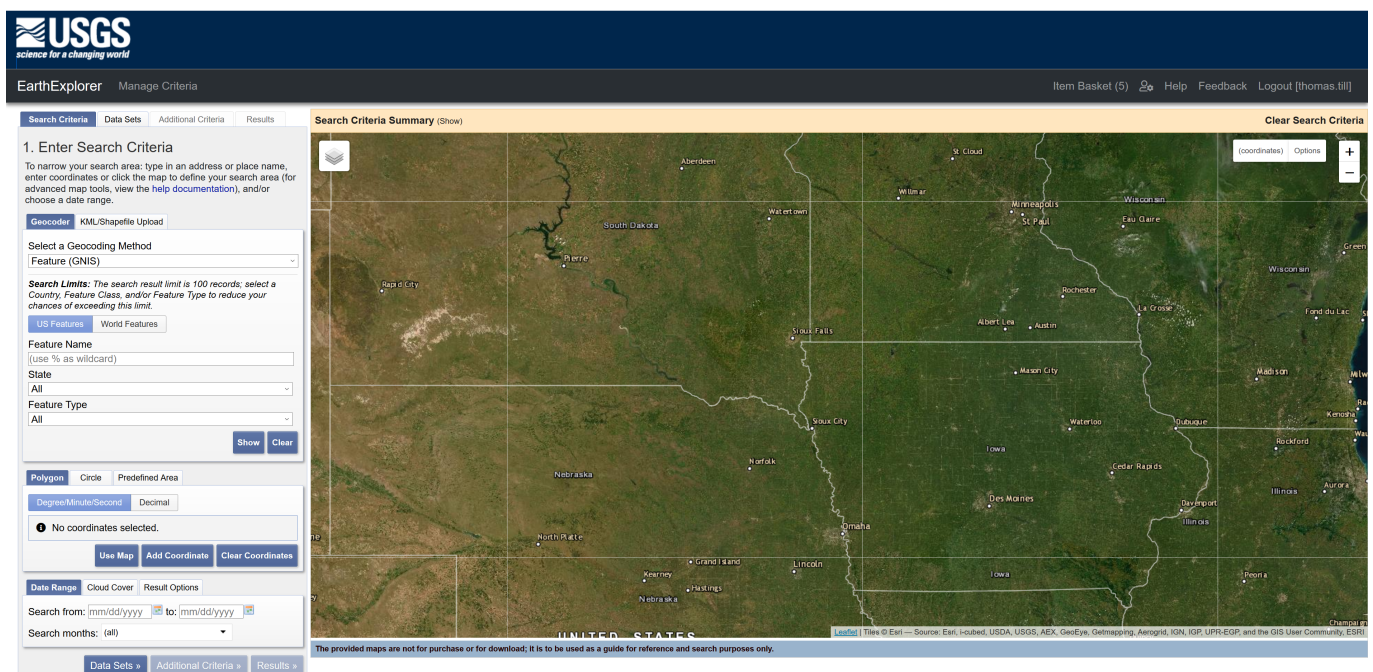 USGS
science for a changing world
EarthExplorer Manage Criteria
Item Basket (5) Help Feedback Logout [thomas.till]
Search Criteria Data Sets Additional Criteria Results
1. Enter Search Criteria
To narrow your search area: type in an address or place name,
enter coordinates or click the map to define your search area (for
advanced map tools, view the help documentation), and/or
choose a date range.
Geocoder KML/Shapefile Upload
Select a Geocoding Method
Feature (GNIS)
Search Limits: The search result limit is 100 records; select a
Country, Feature Class, and/or Feature Type to reduce your
chances of exceeding this limit.
US Features World Features
Feature Name
(use % as wildcard)
State
All
Feature Type
All
Show Clear
Polygon Circle Predefined Area
Degree/Minute/Second Decimal
No coordinates selected.
Use Map Add Coordinate Clear Coordinates
Date Range Cloud Cover Result Options
Search from: mm/dd/yyyy to: mm/dd/yyyy
Search months: (all)
Data Sets » Additional Criteria » Results »
Search Criteria Summary (Show) Clear Search Criteria
(coordinates) Options
+
−
St Cloud
Aberdeen
Willmar
Wisconsin
Minneapolis
Watertown
St Paul
Eau Claire
South Dakota
Green
Pierre
Wisconsin
Rapid City
Rochester
La Crosse
Fond du Lac
Albert Lea
Austin
Sioux Falls
Mason City
Madison
Milw
Ra
Kenosha
Sioux City
Waterloo
Dubuque
Wau
Rockford
Iowa
Norfolk
Cedar Rapids
Nebraska
Aurora
Illinois
Des Moines
Davenport
Illinois
Omaha
ne
North Platte
Grand Island
Lincoln
Kearney
Iowa
Peoria
Hastings
Nebraska
Champaign
UNITED STATES
Leaflet | Tiles © Esri — Source: Esri, i-cubed, USDA, USGS, AEX, GeoEye, Getmapping, Aerogrid, IGN, IGP, UPR-EGP, and the GIS User Community, ESRI
The provided maps are not for purchase or for download; it is to be used as a guide for reference and search purposes only.